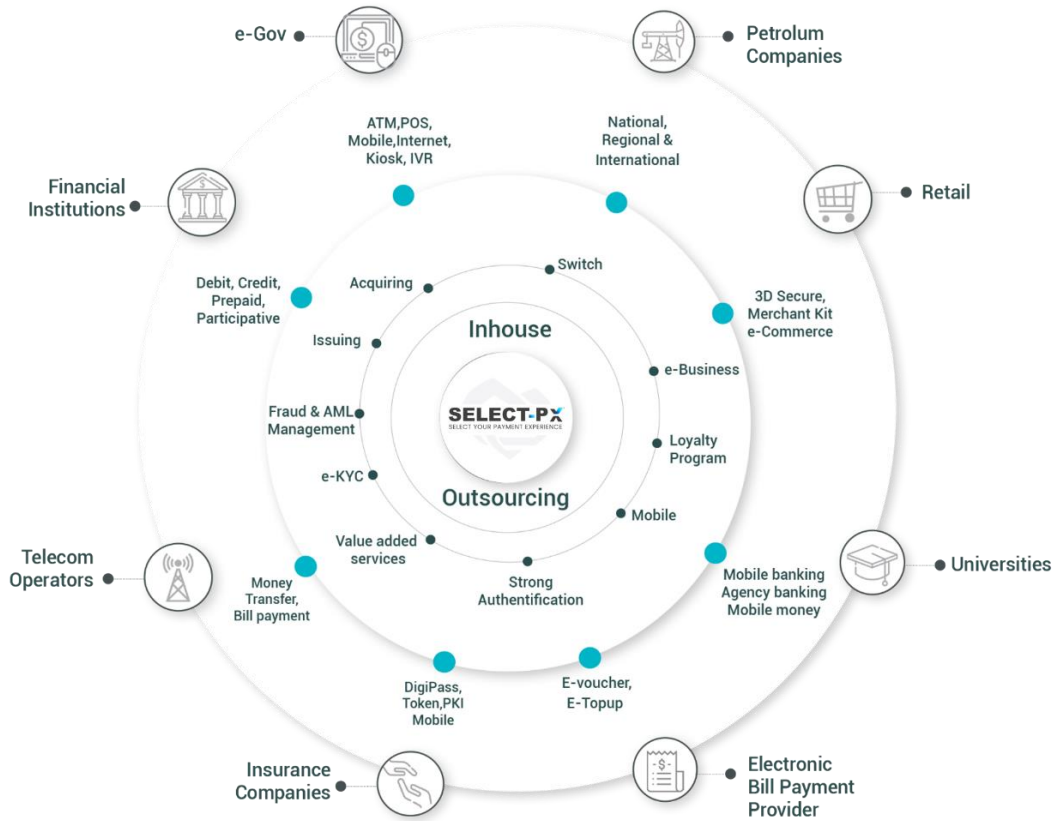 e-Gov
Petrolum
Companies
ATM,POS,
Mobile,Internet,
Kiosk, IVR
National,
Regional &
International
Financial
Institutions
Retail
Switch
Acquiring
Debit, Credit,
Prepaid,
Participative
3D Secure,
Merchant Kit
e-Commerce
Inhouse
Issuing
e-Business
SELECT-PX
SELECT YOUR PAYMENT EXPERIENCE
Fraud & AML
Management
Loyalty
Program
e-KYC
Outsourcing
Mobile
Value added
services
Telecom
Operators
Universities
Money
Transfer,
Bill payment
Strong
Authentification
Mobile banking
Agency banking
Mobile money
DigiPass,
Token,PKI
Mobile
E-voucher,
E-Topup
Insurance
Companies
Electronic
Bill Payment
Provider